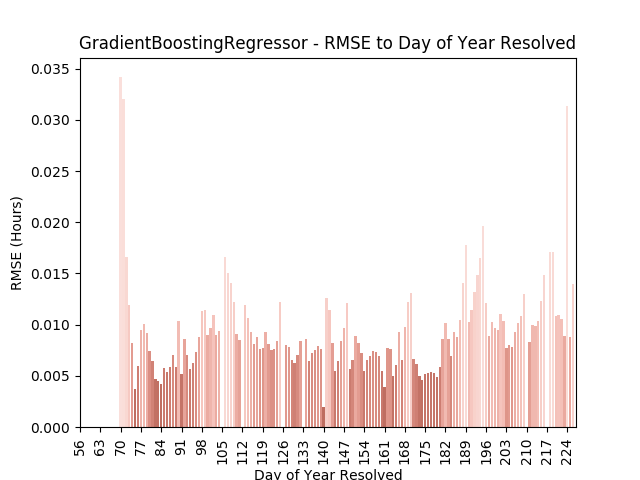 GradientBoostingRegressor - RMSE to Day of Year Resolved
0.035
0.030
0.025
0.020
0.015
0.010
0.005
0.000
RMSE (Hours)
56 63 70 77 84 91 98 105 112 119 126 133 140 147 154 161 168 175 182 189 196 203 210 217 224
Day of Year Resolved